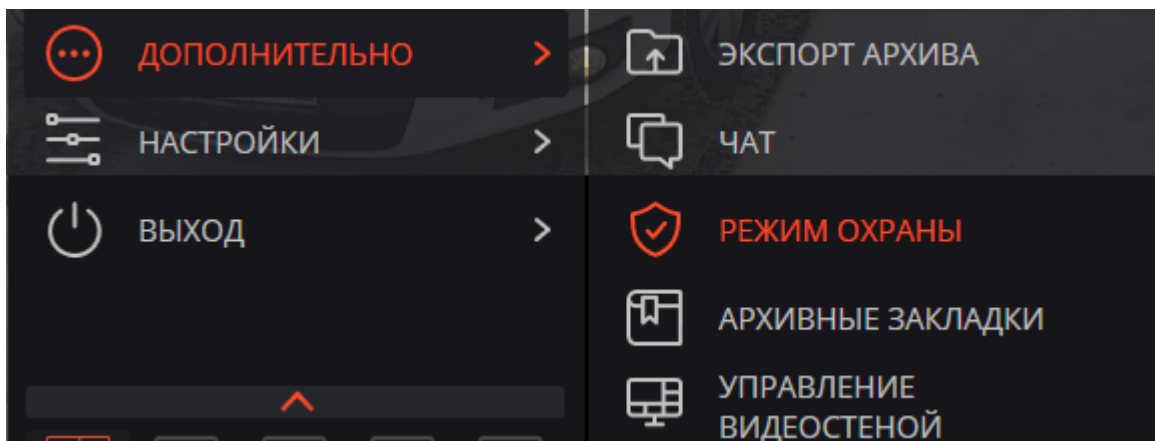 ДОПОЛНИТЕЛЬНО
НАСТРОЙКИ
ВЫХОД
ЭКСПОРТ АРХИВА
ЧАТ
РЕЖИМ ОХРАНЫ
АРХИВНЫЕ ЗАКЛАДКИ
УПРАВЛЕНИЕ
ВИДЕОСТЕНОЙ